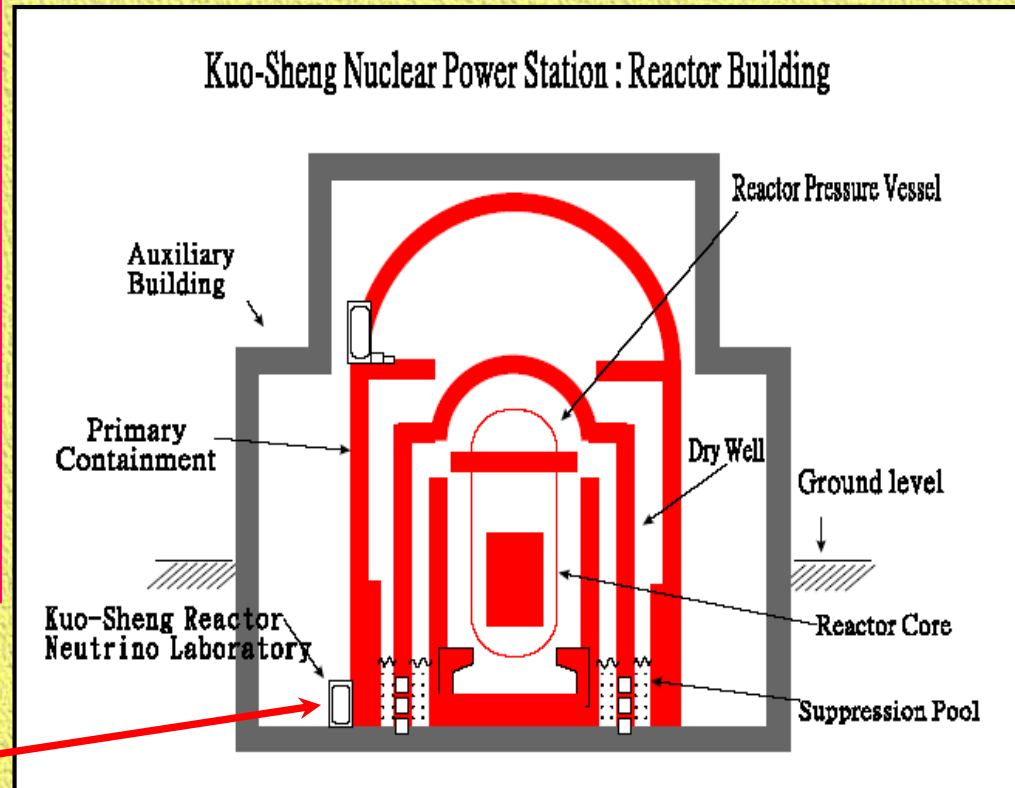 Kuo-Sheng Nuclear Power Station : Reactor Building
Reactor Pressure Vessel
Auxiliary
Building
Primary
Containment
Dry Well
Ground level
Kuo-Sheng Reactor
Neutrino Laboratory
Reactor Core
Suppression Pool